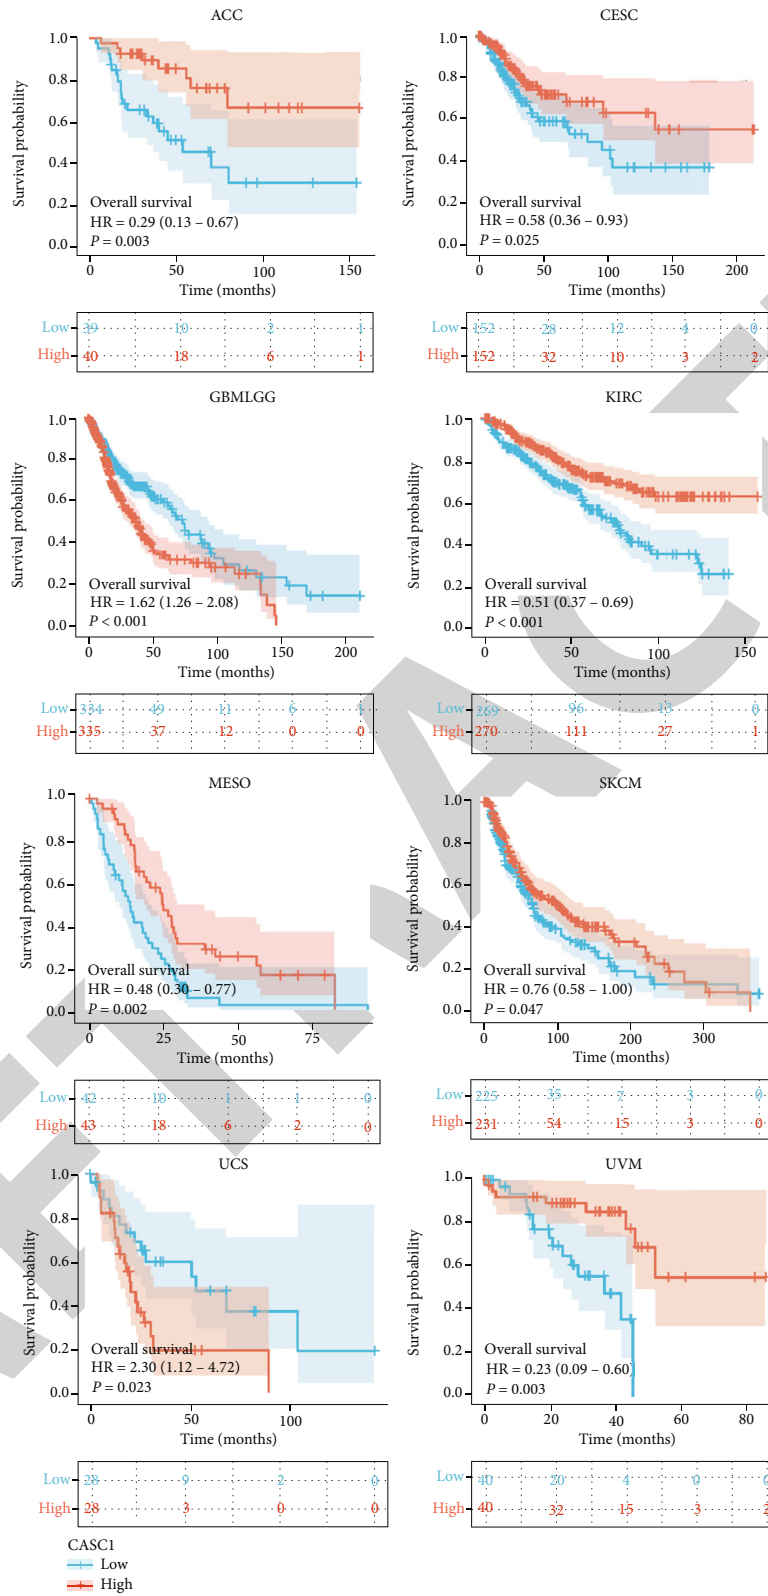 ACC
Survival probability
1.0
0.8
0.6
0.4
0.2
0.0
Overall survival
HR = 0.29 (0.13 – 0.67)
P = 0.003
0 50 100 150
Time (months)
Low 39 10 2 1
High 40 18 6 1
CESC
Survival probability
1.0
0.8
0.6
0.4
0.2
0.0
Overall survival
HR = 0.58 (0.36 – 0.93)
P = 0.025
0 50 100 150 200
Time (months)
Low 152 28 12 4 0
High 152 32 10 3 2
GBMLGG
Survival probability
1.0
0.8
0.6
0.4
0.2
0.0
Overall survival
HR = 1.62 (1.26 – 2.08)
P < 0.001
0 50 100 150 200
Time (months)
Low 334 49 11 6 1
High 335 37 12 0 0
KIRC
Survival probability
1.0
0.8
0.6
0.4
0.2
0.0
Overall survival
HR = 0.51 (0.37 – 0.69)
P < 0.001
0 50 100 150
Time (months)
Low 269 96 13 0
High 270 111 27 1
MESO
Survival probability
1.0
0.8
0.6
0.4
0.2
0.0
Overall survival
HR = 0.48 (0.30 – 0.77)
P = 0.002
0 25 50 75
Time (months)
Low 42 10 1 1 0
High 43 18 6 2 0
SKCM
Survival probability
1.0
0.8
0.6
0.4
0.2
0.0
Overall survival
HR = 0.76 (0.58 – 1.00)
P = 0.047
0 100 200 300
Time (months)
Low 225 35 7 3 0
High 231 54 15 3 0
UCS
Survival probability
1.0
0.8
0.6
0.4
0.2
0.0
Overall survival
HR = 2.30 (1.12 – 4.72)
P = 0.023
0 50 100
Time (months)
Low 28 9 2 0
High 28 3 0 0
UVM
Survival probability
1.0
0.8
0.6
0.4
0.2
0.0
Overall survival
HR = 0.23 (0.09 – 0.60)
P = 0.003
0 20 40 60 80
Time (months)
Low 40 20 4 0 0
High 40 32 15 3 2
CASC1
Low
High